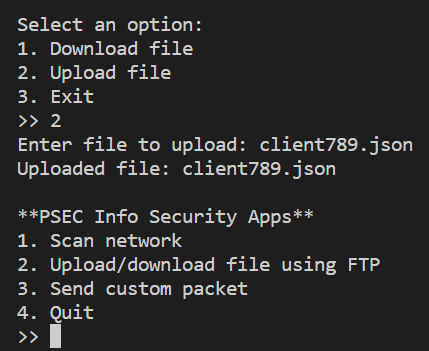 Select an option:
1. Download file
2. Upload file
3. Exit
>> 2
Enter file to upload: client789.json
Uploaded file: client789.json
**PSEC Info Security Apps**
1. Scan network
2. Upload/download file using FTP
3. Send custom packet
4. Quit
>>